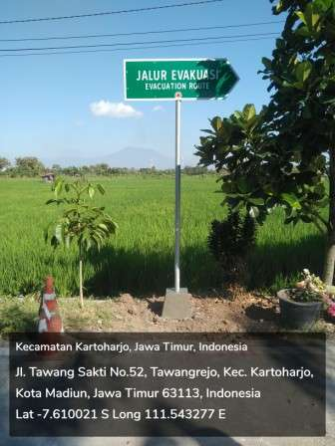 JALUR EVAKUASI
EVACUATION ROUTE
Kecamatan Kartoharjo, Jawa Timur, Indonesia
Jl. Tawang Sakti No.52, Tawangrejo, Kec. Kartoharjo,
Kota Madiun, Jawa Timur 63113, Indonesia
Lat -7.610021 S Long 111.543277 E